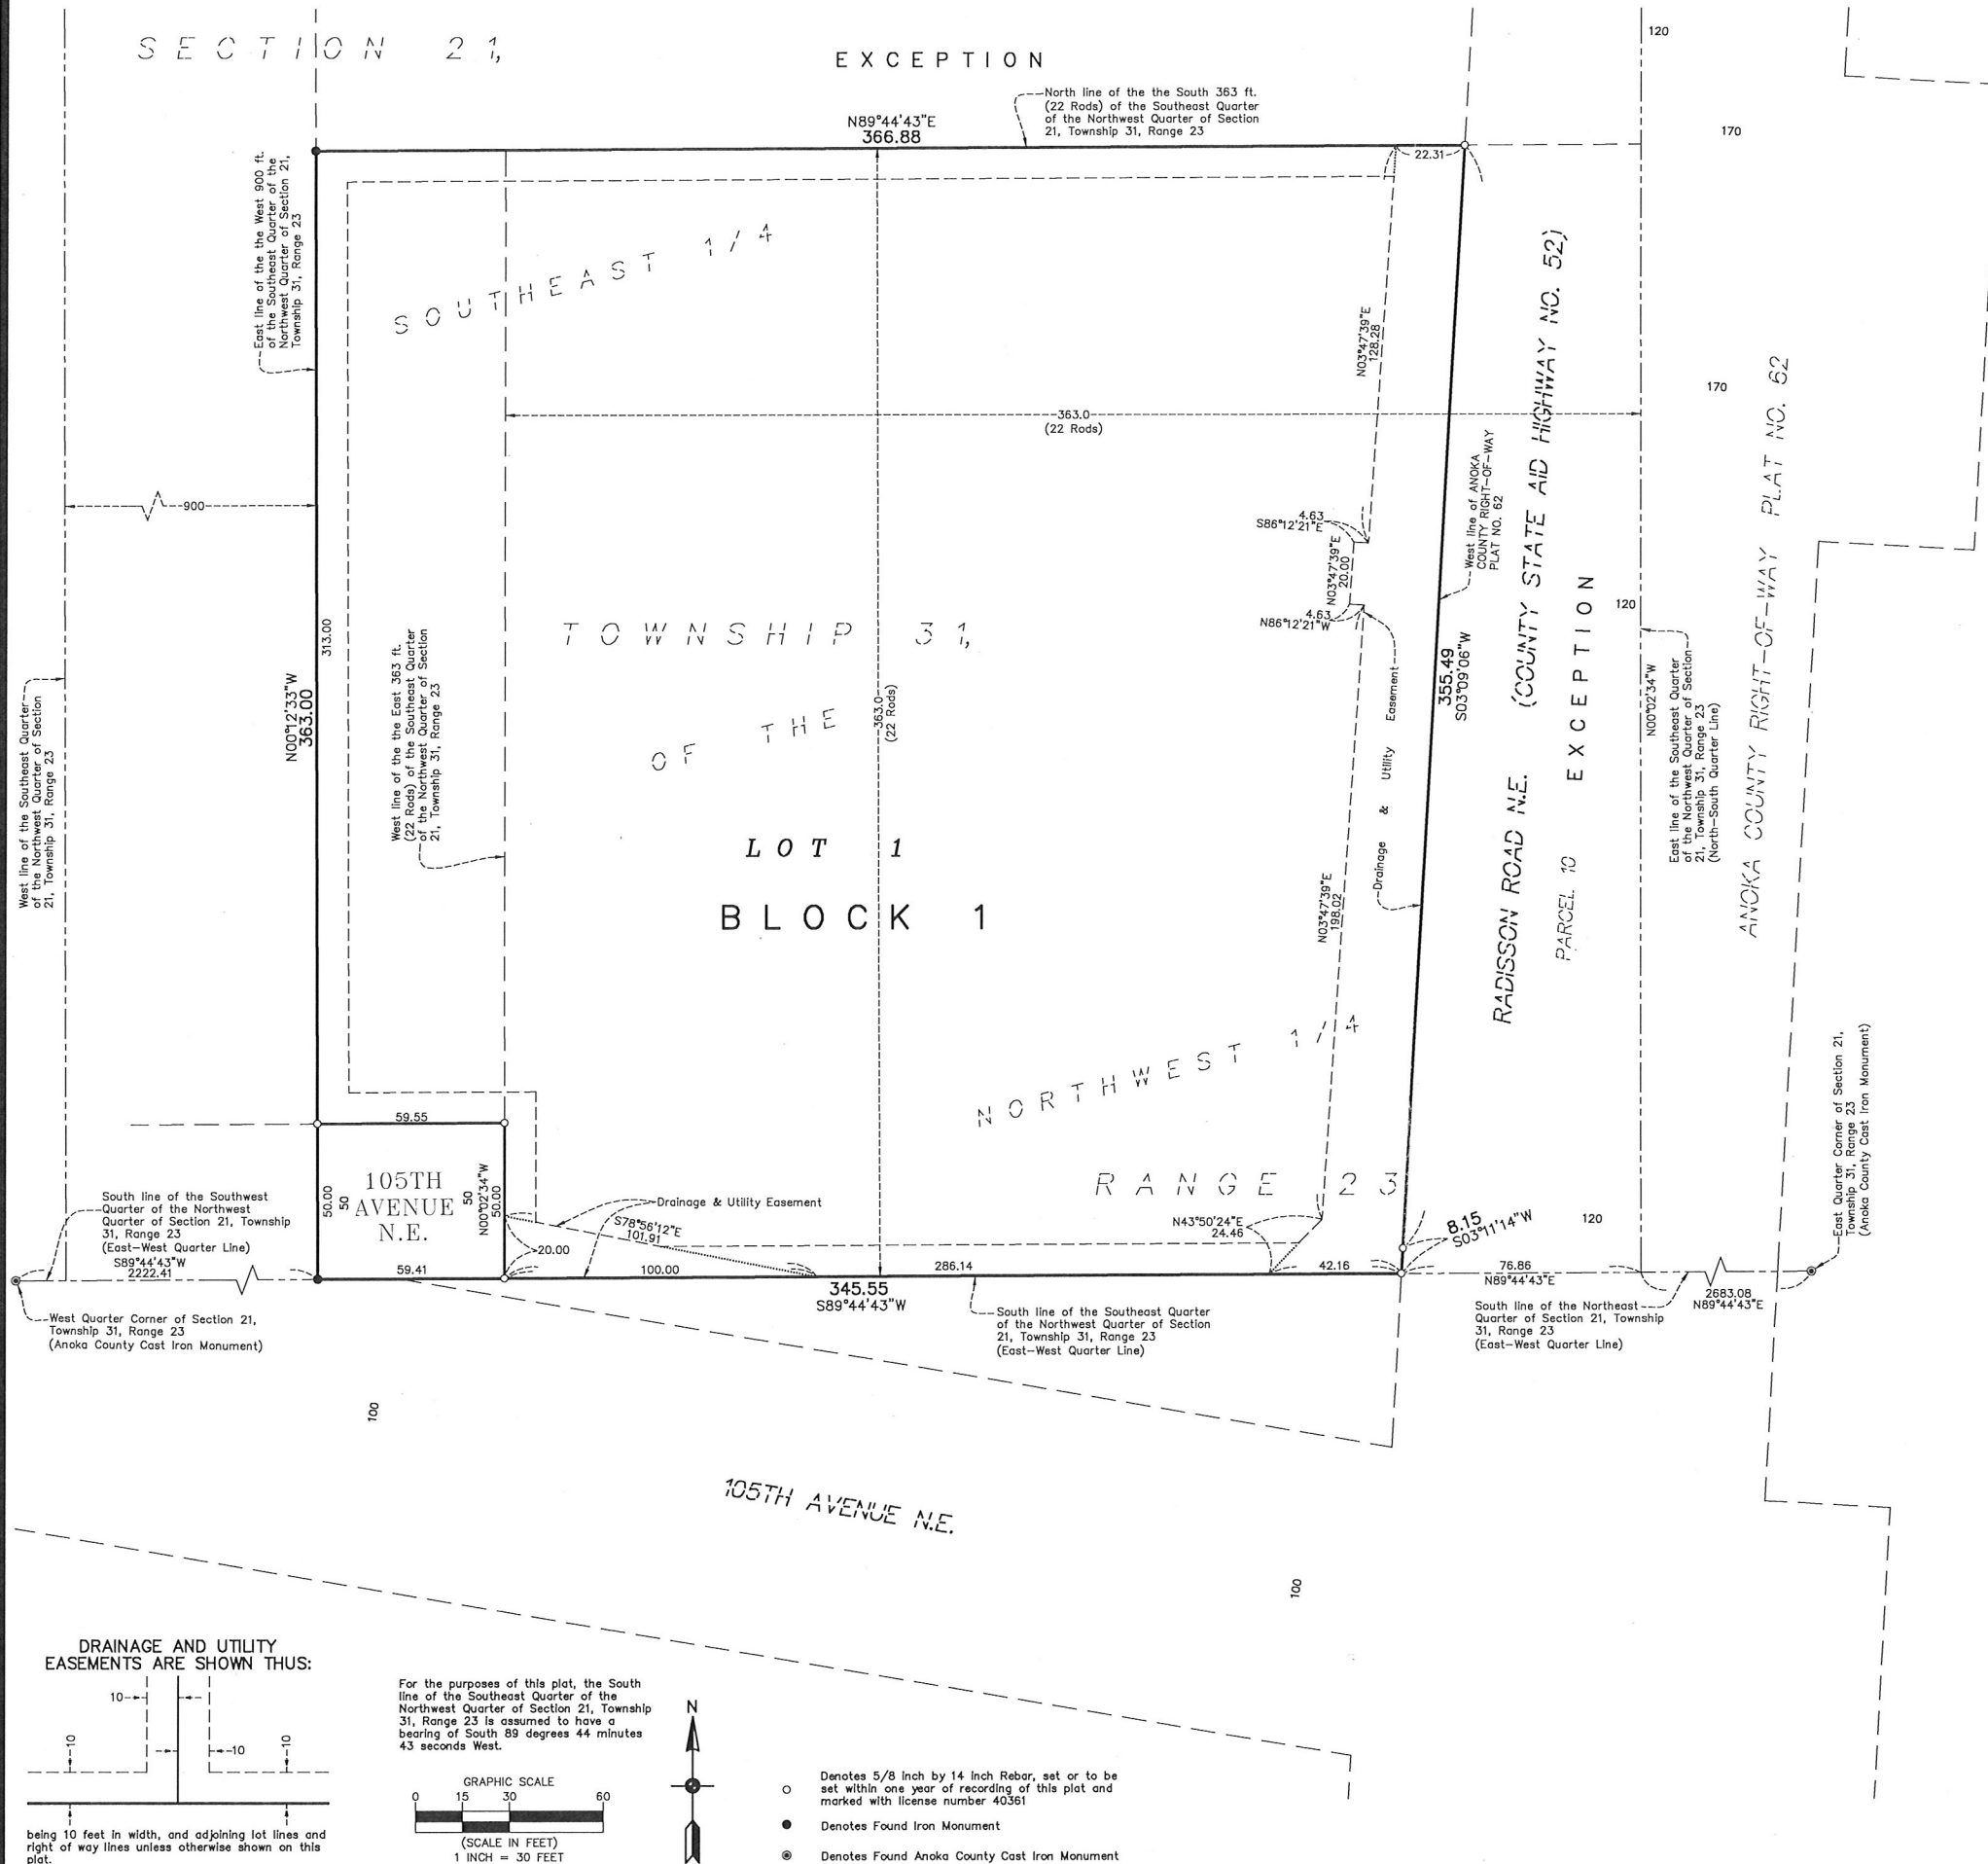 SECTION 21,
EXCEPTION
120
North line of the the South 363 ft.
(22 Rods) of the Southeast Quarter
of the Northwest Quarter of Section
21, Township 31, Range 23
N89°44'43"E
366.88
22.31
170
East line of the the West 900 ft.
of the Southeast Quarter of the
Northwest Quarter of Section 21,
Township 31, Range 23
SOUTHEAST 1/4
N03°47'39"E
128.28
363.0
(22 Rods)
170
900
4.63
S86°12'21"E
N03°47'39"E
20.00
4.63
N86°12'21"W
West line of ANOKA
COUNTY RIGHT-OF-WAY
PLAT NO. 62
RADISSON ROAD N.E. (COUNTY STATE AID HIGHWAY NO. 52)
PARCEL 10
EXCEPTION
120
ANOKA COUNTY RIGHT-OF-WAY PLAT NO. 62
313.00
N00°12'33"W
363.00
West line of the the East 363 ft.
(22 Rods) of the Southeast Quarter
of the Northwest Quarter of Section
21, Township 31, Range 23
TOWNSHIP 31,
OF THE
363.0
(22 Rods)
Drainage & Utility Easement
355.49
S03°09'06"W
N00°02'34"W
East line of the Southeast Quarter
of the Northwest Quarter of Section
21, Township 31, Range 23
(North-South Quarter Line)
West line of the Southeast Quarter
of the Northwest Quarter of Section
21, Township 31, Range 23
LOT 1
BLOCK 1
N03°47'39"E
198.02
NORTHWEST 1/4
RANGE 23
59.55
105TH
AVENUE
N.E.
50.00
50
50
N00°02'34"W
50.00
Drainage & Utility Easement
S78°56'12"E
101.91
20.00
N43°50'24"E
24.46
8.15
S03°11'14"W
120
East Quarter Corner of Section 21,
Township 31, Range 23
(Anoka County Cast Iron Monument)
South line of the Southwest
Quarter of the Northwest
Quarter of Section 21, Township
31, Range 23
(East-West Quarter Line)
S89°44'43"W
2222.41
59.41
100.00
286.14
42.16
76.86
N89°44'43"E
345.55
S89°44'43"W
2683.08
N89°44'43"E
West Quarter Corner of Section 21,
Township 31, Range 23
(Anoka County Cast Iron Monument)
South line of the Southeast Quarter
of the Northwest Quarter of Section
21, Township 31, Range 23
(East-West Quarter Line)
South line of the Northeast
Quarter of Section 21, Township
31, Range 23
(East-West Quarter Line)
100
105TH AVENUE N.E.
100
DRAINAGE AND UTILITY
EASEMENTS ARE SHOWN THUS:
10
10
10
10
being 10 feet in width, and adjoining lot lines and
right of way lines unless otherwise shown on this
plat.
For the purposes of this plat, the South
line of the Southeast Quarter of the
Northwest Quarter of Section 21, Township
31, Range 23 is assumed to have a
bearing of South 89 degrees 44 minutes
43 seconds West.
GRAPHIC SCALE
0 15 30 60
(SCALE IN FEET)
1 INCH = 30 FEET
N
Denotes 5/8 inch by 14 inch Rebar, set or to be
set within one year of recording of this plat and
marked with license number 40361
Denotes Found Iron Monument
Denotes Found Anoka County Cast Iron Monument